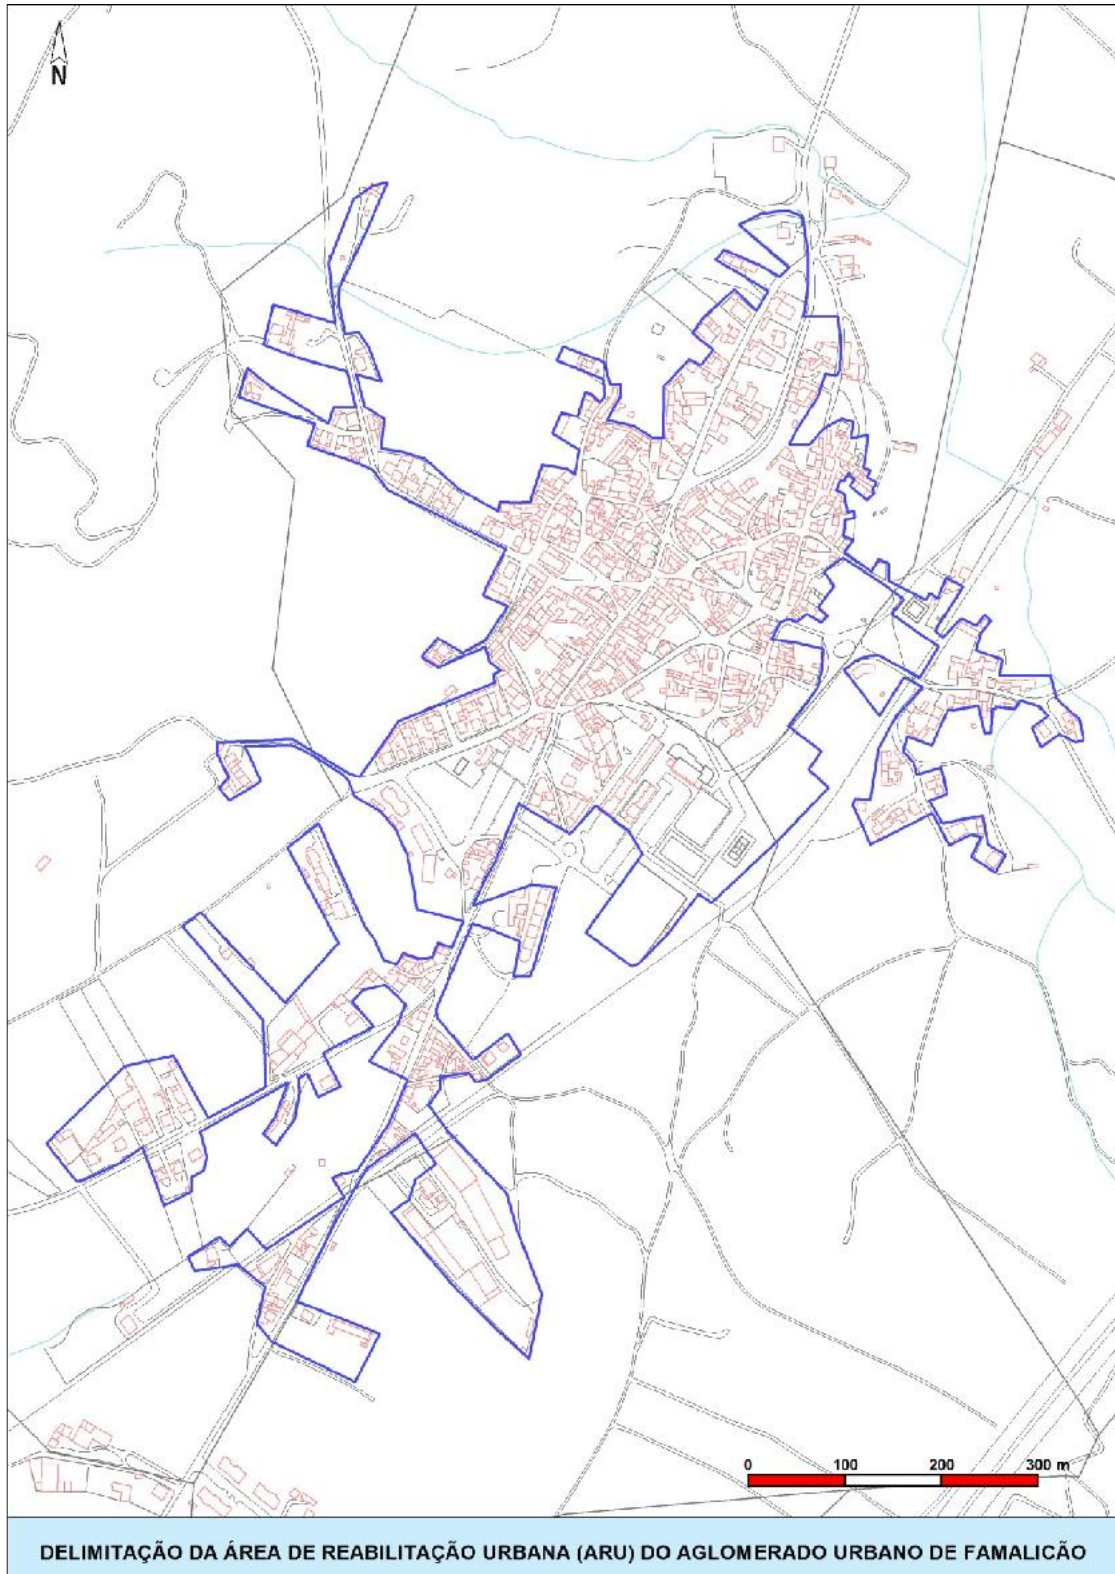 N
0 100 200 300 m
DELIMITAÇÃO DA ÁREA DE REABILITAÇÃO URBANA (ARU) DO AGLOMERADO URBANO DE FAMALICÃO